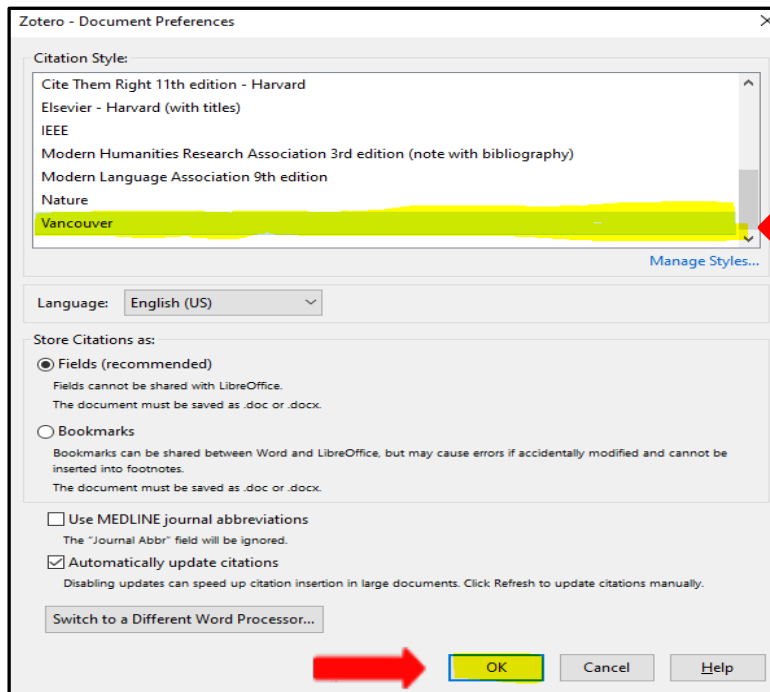 Zotero - Document Preferences
Citation Style:
Cite Them Right 11th edition - Harvard
Elsevier - Harvard (with titles)
IEEE
Modern Humanities Research Association 3rd edition (note with bibliography)
Modern Language Association 9th edition
Nature
Vancouver
Manage Styles...
Language: English (US)
Store Citations as:
Fields (recommended)
Fields cannot be shared with LibreOffice.
The document must be saved as .doc or .docx.
Bookmarks
Bookmarks can be shared between Word and LibreOffice, but may cause errors if accidentally modified and cannot be
inserted into footnotes.
The document must be saved as .doc or .docx.
Use MEDLINE journal abbreviations
The "Journal Abbr" field will be ignored.
Automatically update citations
Disabling updates can speed up citation insertion in large documents. Click Refresh to update citations manually.
Switch to a Different Word Processor...
OK Cancel Help